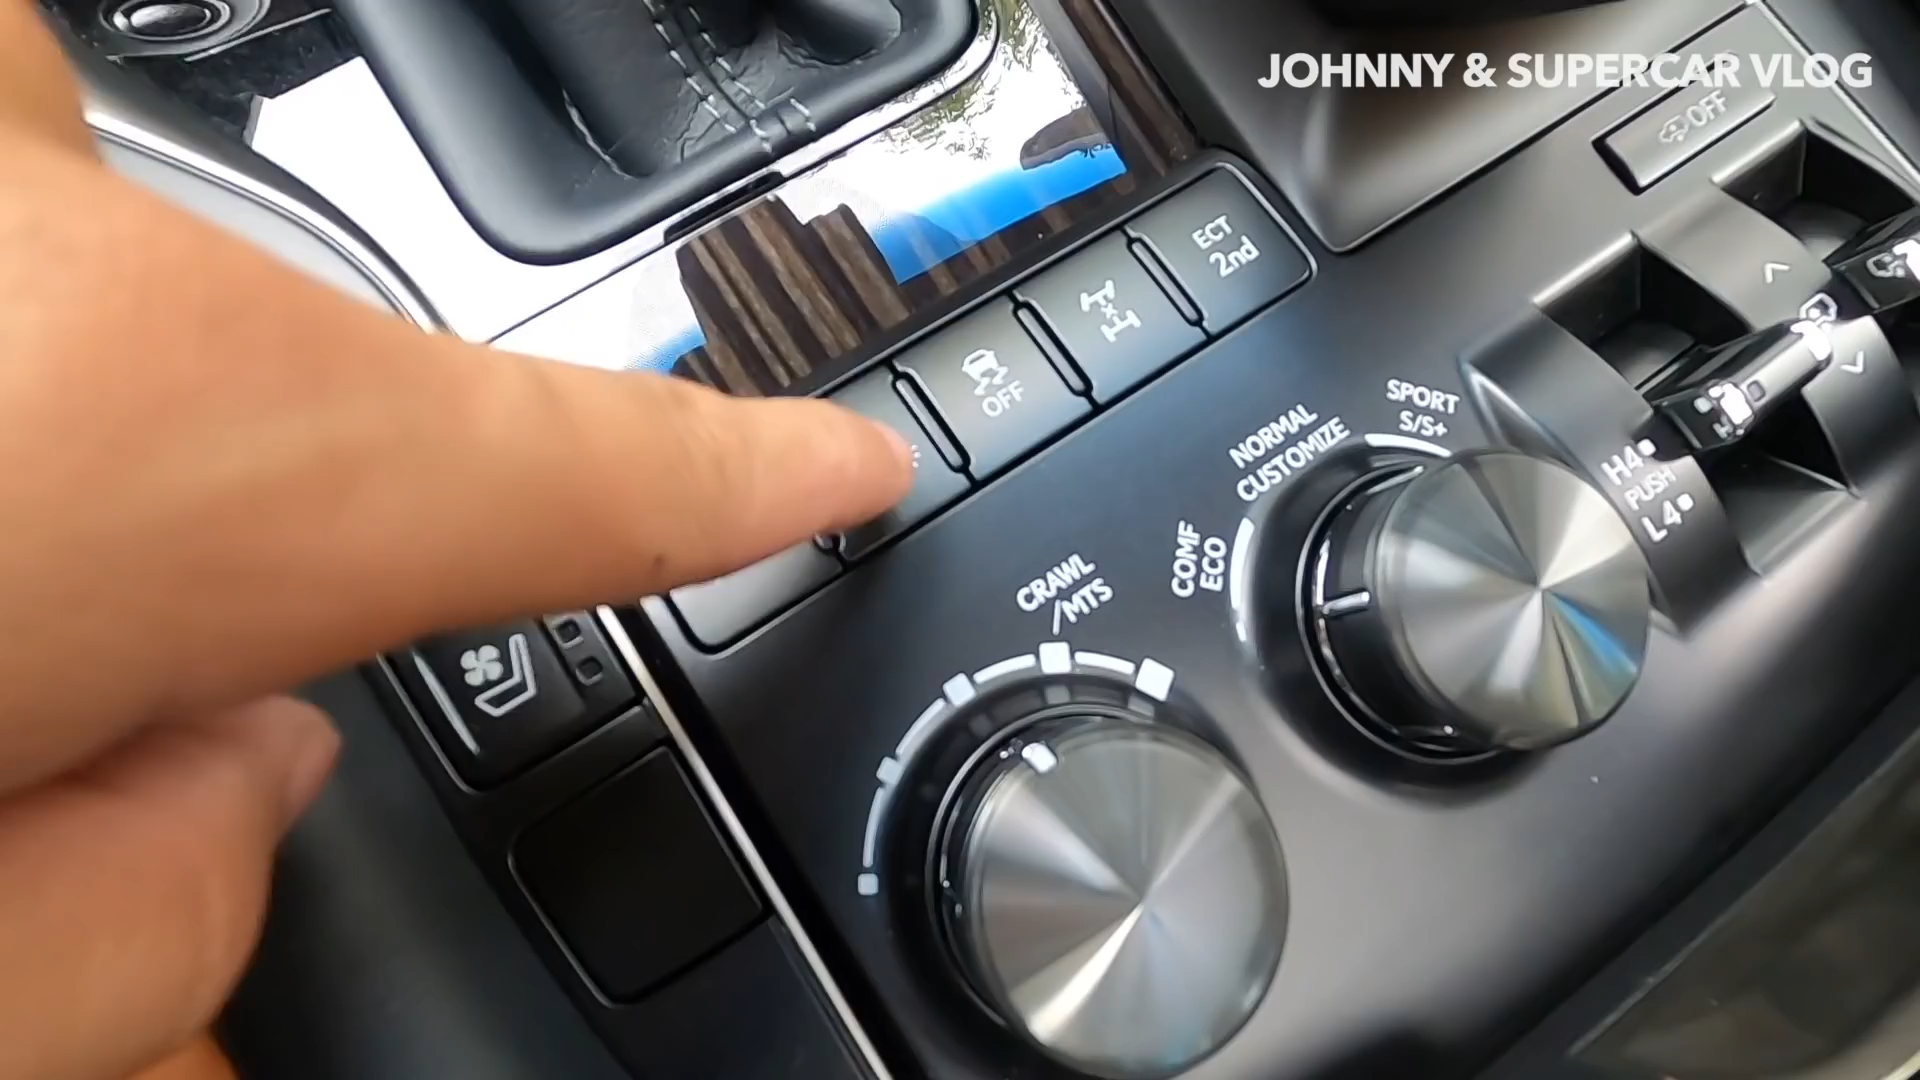 JOHNNY & SUPERCAR VLOG
OFF
ECT
2nd
OFF
SPORT
S/S+
NORMAL
CUSTOMIZE
COMF
ECO
H4
PUSH
L4
CRAWL
/MTS